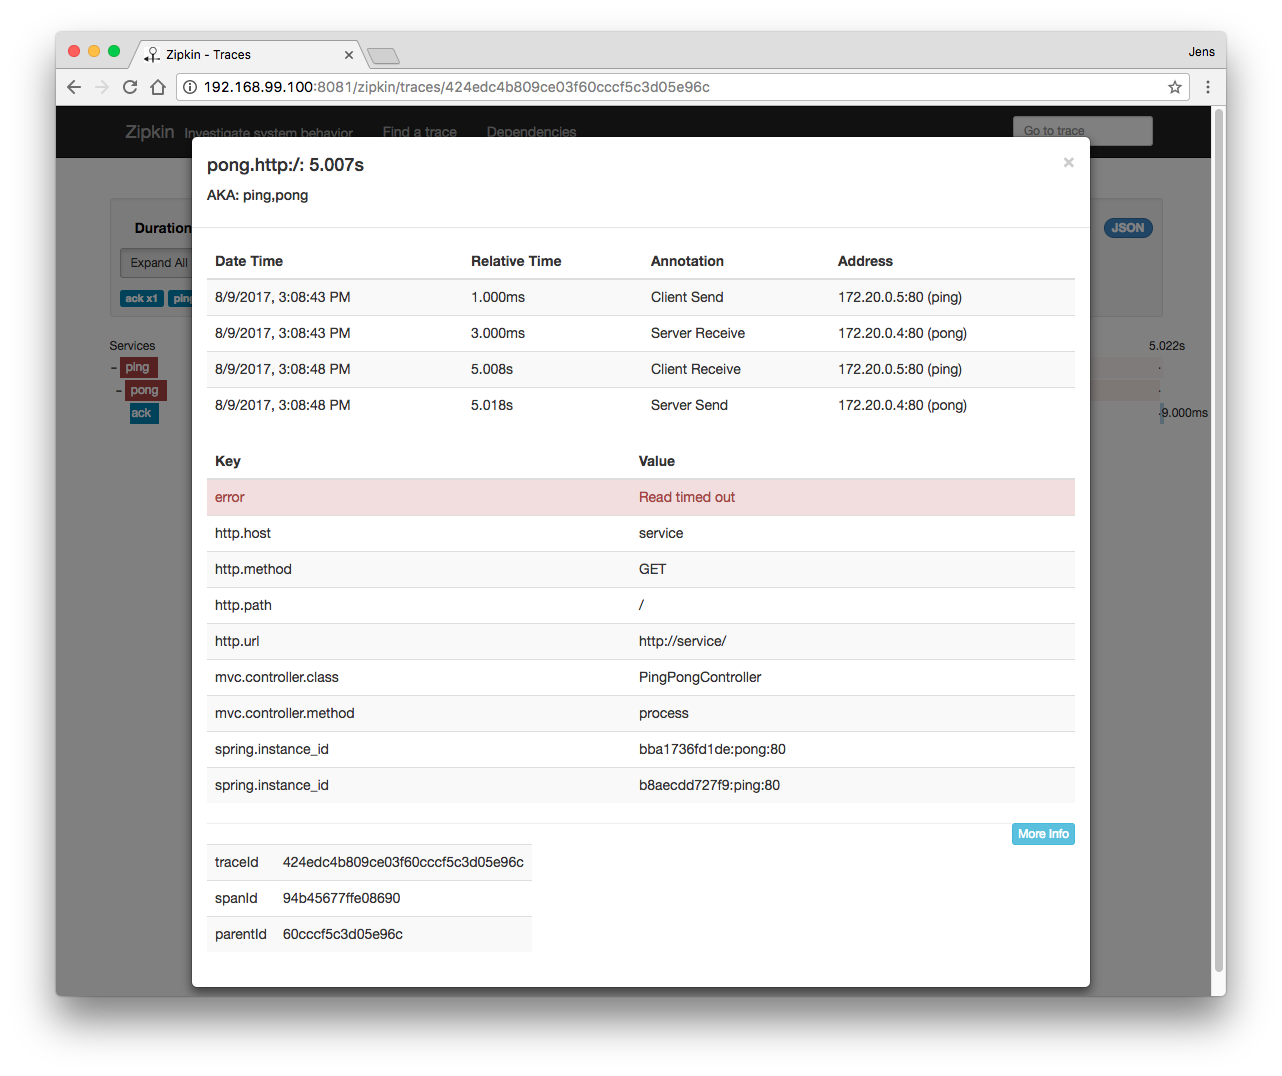 Zipkin - Traces
Jens
192.168.99.100:8081/zipkin/traces/424edc4b809ce03f60cccf5c3d05e96c
Zipkin Investigate system behavior Find a trace Dependencies Go to trace
pong.http:/: 5.007s
AKA: ping,pong
Duration
JSON
Expand All
ack x1
Date Time Relative Time Annotation Address
8/9/2017, 3:08:43 PM 1.000ms Client Send 172.20.0.5:80 (ping)
8/9/2017, 3:08:43 PM 3.000ms Server Receive 172.20.0.4:80 (pong)
8/9/2017, 3:08:48 PM 5.008s Client Receive 172.20.0.5:80 (ping)
8/9/2017, 3:08:48 PM 5.018s Server Send 172.20.0.4:80 (pong)
Services 5.022s
- ping
- pong
ack 9.000ms
Key Value
error Read timed out
http.host service
http.method GET
http.path /
http.url http://service/
mvc.controller.class PingPongController
mvc.controller.method process
spring.instance_id bba1736fd1de:pong:80
spring.instance_id b8aecdd727f9:ping:80
More Info
traceId 424edc4b809ce03f60cccf5c3d05e96c
spanId 94b45677ffe08690
parentId 60cccf5c3d05e96c